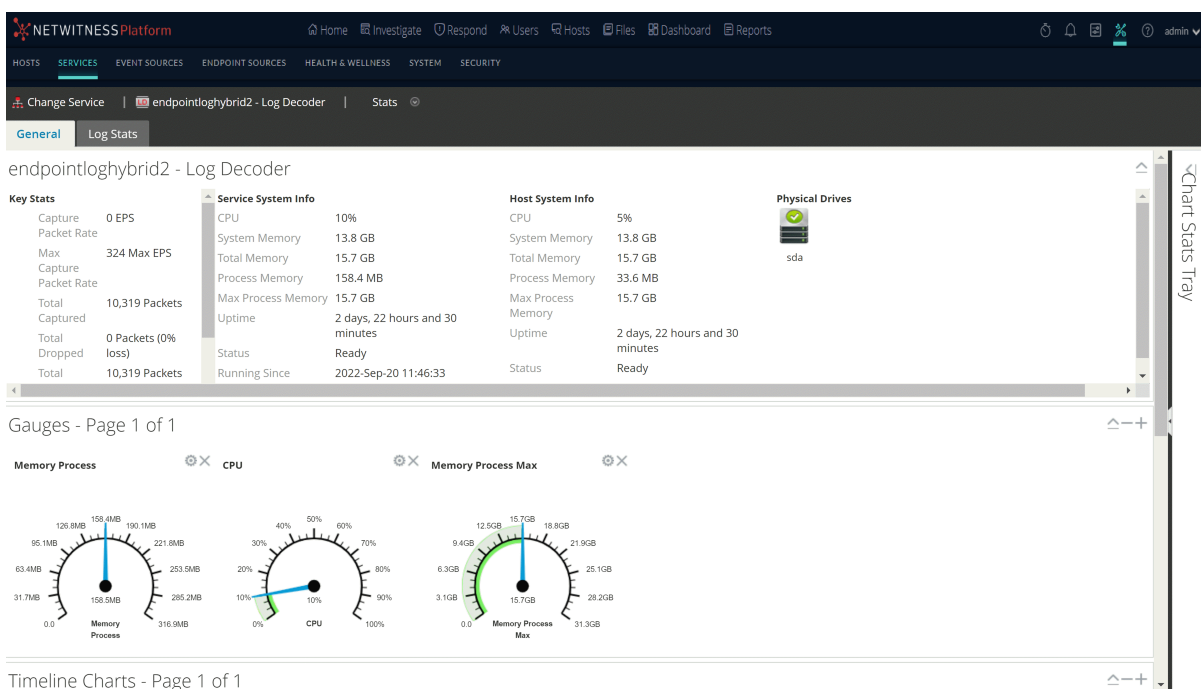 NETWITNESS Platform
Home Investigate Respond Users Hosts Files Dashboard Reports
admin
HOSTS SERVICES EVENT SOURCES ENDPOINT SOURCES HEALTH & WELLNESS SYSTEM SECURITY
Change Service | LD endpointloghybrid2 - Log Decoder | Stats
General Log Stats
endpointloghybrid2 - Log Decoder
Key Stats
Capture Packet Rate 0 EPS
Max Capture Packet Rate 324 Max EPS
Total Captured 10,319 Packets
Total Dropped 0 Packets (0% loss)
Total 10,319 Packets
Service System Info
CPU 10%
System Memory 13.8 GB
Total Memory 15.7 GB
Process Memory 158.4 MB
Max Process Memory 15.7 GB
Uptime 2 days, 22 hours and 30 minutes
Status Ready
Running Since 2022-Sep-20 11:46:33
Host System Info
CPU 5%
System Memory 13.8 GB
Total Memory 15.7 GB
Process Memory 33.6 MB
Max Process Memory 15.7 GB
Uptime 2 days, 22 hours and 30 minutes
Status Ready
Physical Drives
sda
Chart Stats Tray
Gauges - Page 1 of 1
Memory Process
0.0 31.7MB 63.4MB 95.1MB 126.8MB 158.4MB 190.1MB 221.8MB 253.5MB 285.2MB 316.9MB
158.5MB
Memory
Process
CPU
0% 10% 20% 30% 40% 50% 60% 70% 80% 90% 100%
10%
CPU
Memory Process Max
0.0 3.1GB 6.3GB 9.4GB 12.5GB 15.7GB 18.8GB 21.9GB 25.1GB 28.2GB 31.3GB
15.7GB
Memory Process
Max
Timeline Charts - Page 1 of 1